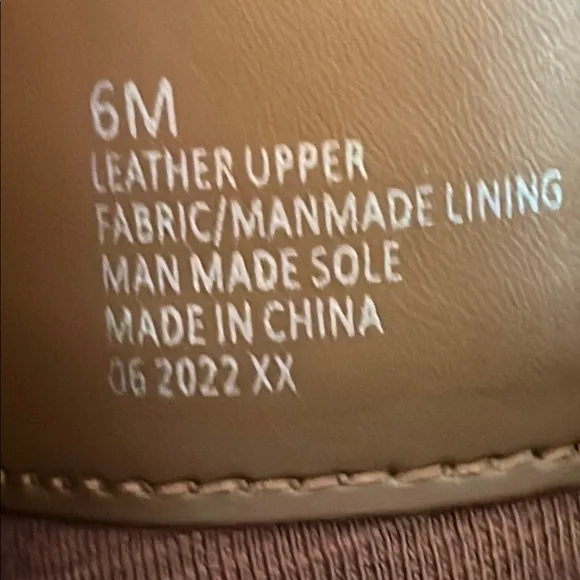 6M
LEATHER UPPER
FABRIC/MANMADE LINING
MAN MADE SOLE
MADE IN CHINA
06 2022 XX